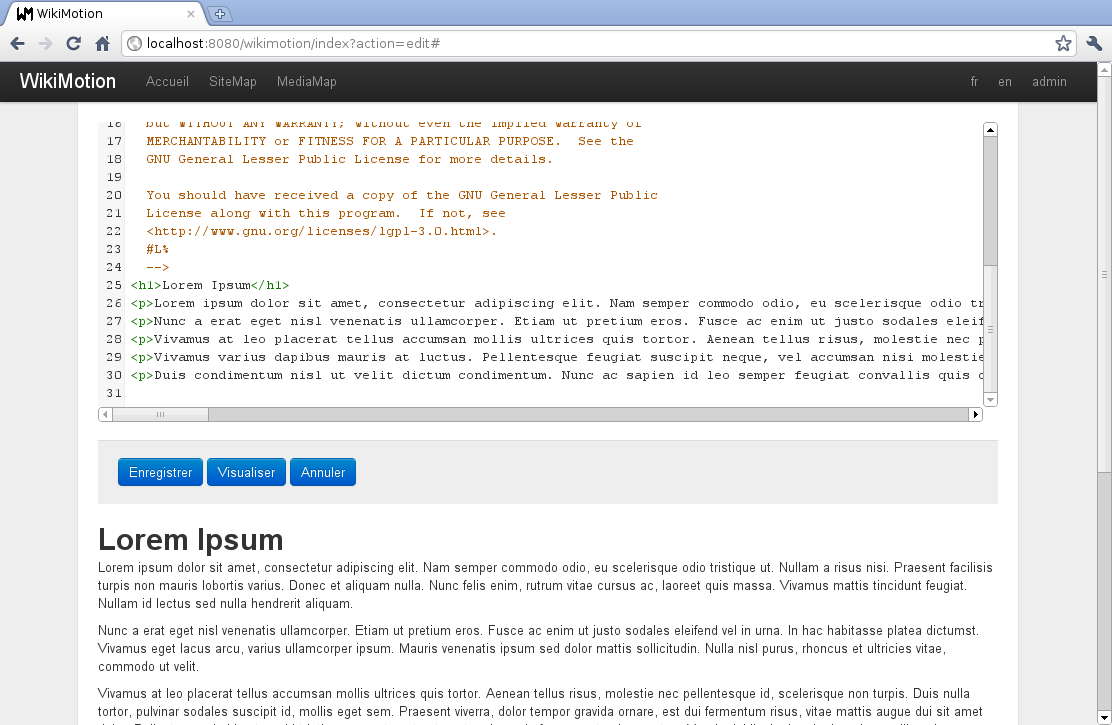 WikiMotion
localhost:8080/wikimotion/index?action=edit#
WikiMotion Accueil SiteMap MediaMap fr en admin
16 but WITHOUT ANY WARRANTY; without even the implied warranty of
17 MERCHANTABILITY or FITNESS FOR A PARTICULAR PURPOSE.  See the
18 GNU General Lesser Public License for more details.
19
20 You should have received a copy of the GNU General Lesser Public
21 License along with this program.  If not, see
22 <http://www.gnu.org/licenses/lgpl-3.0.html>.
23 #L%
24 -->
25 <h1>Lorem Ipsum</h1>
26 <p>Lorem ipsum dolor sit amet, consectetur adipiscing elit. Nam semper commodo odio, eu scelerisque odio tr
27 <p>Nunc a erat eget nisl venenatis ullamcorper. Etiam ut pretium eros. Fusce ac enim ut justo sodales eleif
28 <p>Vivamus at leo placerat tellus accumsan mollis ultrices quis tortor. Aenean tellus risus, molestie nec p
29 <p>Vivamus varius dapibus mauris at luctus. Pellentesque feugiat suscipit neque, vel accumsan nisi molestie
30 <p>Duis condimentum nisl ut velit dictum condimentum. Nunc ac sapien id leo semper feugiat convallis quis
31
Enregistrer Visualiser Annuler
Lorem Ipsum
Lorem ipsum dolor sit amet, consectetur adipiscing elit. Nam semper commodo odio, eu scelerisque odio tristique ut. Nullam a risus nisi. Praesent facilisis
turpis non mauris lobortis varius. Donec et aliquam nulla. Nunc felis enim, rutrum vitae cursus ac, laoreet quis massa. Vivamus mattis tincidunt feugiat.
Nullam id lectus sed nulla hendrerit aliquam.
Nunc a erat eget nisl venenatis ullamcorper. Etiam ut pretium eros. Fusce ac enim ut justo sodales eleifend vel in urna. In hac habitasse platea dictumst.
Vivamus eget lacus arcu, varius ullamcorper ipsum. Mauris venenatis ipsum sed dolor mattis sollicitudin. Nulla nisl purus, rhoncus et ultricies vitae,
commodo ut velit.
Vivamus at leo placerat tellus accumsan mollis ultrices quis tortor. Aenean tellus risus, molestie nec pellentesque id, scelerisque non turpis. Duis nulla
tortor, pulvinar sodales suscipit id, mollis eget sem. Praesent viverra, dolor tempor gravida ornare, est dui fermentum risus, vitae mattis augue dui sit amet